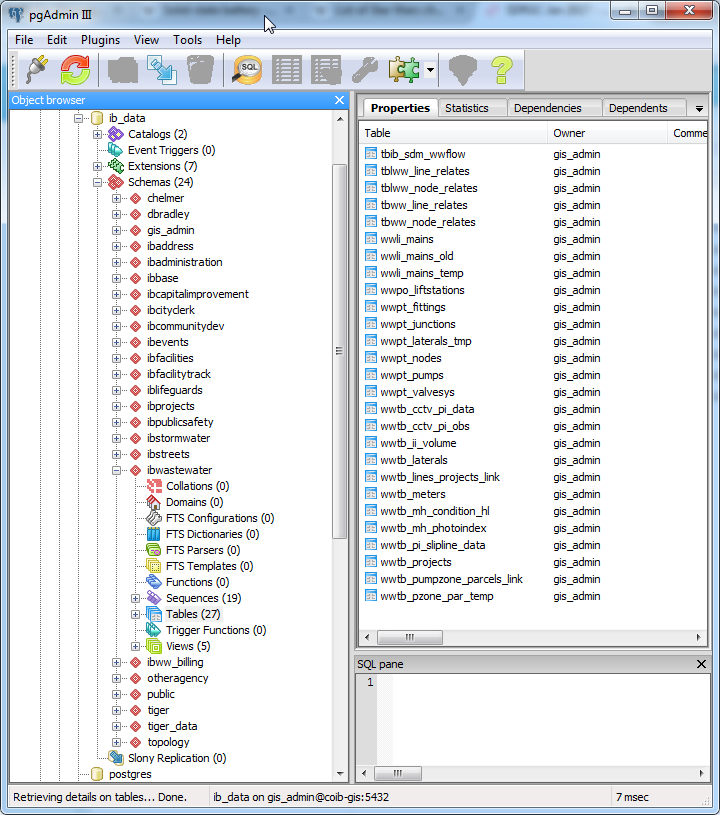 pgAdmin III
File Edit Plugins View Tools Help
SQL
Object browser
ib_data
Catalogs (2)
Event Triggers (0)
Extensions (7)
Schemas (24)
chelmer
dbradley
gis_admin
ibaddress
ibadministration
ibbase
ibcapitalimprovement
ibcityclerk
ibcommunitydev
ibevents
ibfacilities
ibfacilitytrack
iblifeguards
ibprojects
ibpublicsafety
ibstormwater
ibstreets
ibwastewater
Collations (0)
Domains (0)
FTS Configurations (0)
FTS Dictionaries (0)
FTS Parsers (0)
FTS Templates (0)
Functions (0)
Sequences (19)
Tables (27)
Trigger Functions (0)
Views (5)
ibww_billing
otheragency
public
tiger
tiger_data
topology
Slony Replication (0)
postgres
Properties Statistics Dependencies Dependents
Table Owner Comme
tbib_sdm_wwflow gis_admin
tblww_line_relates gis_admin
tblww_node_relates gis_admin
tbww_line_relates gis_admin
tbww_node_relates gis_admin
wwli_mains gis_admin
wwli_mains_old gis_admin
wwli_mains_temp gis_admin
wwpo_liftstations gis_admin
wwpt_fittings gis_admin
wwpt_junctions gis_admin
wwpt_laterals_tmp gis_admin
wwpt_nodes gis_admin
wwpt_pumps gis_admin
wwpt_valvesys gis_admin
wwtb_cctv_pi_data gis_admin
wwtb_cctv_pi_obs gis_admin
wwtb_ii_volume gis_admin
wwtb_laterals gis_admin
wwtb_lines_projects_link gis_admin
wwtb_meters gis_admin
wwtb_mh_condition_hl gis_admin
wwtb_mh_photoindex gis_admin
wwtb_pi_slipline_data gis_admin
wwtb_projects gis_admin
wwtb_pumpzone_parcels_link gis_admin
wwtb_pzone_par_temp gis_admin
SQL pane
1
Retrieving details on tables... Done. ib_data on gis_admin@coib-gis:5432 7 msec